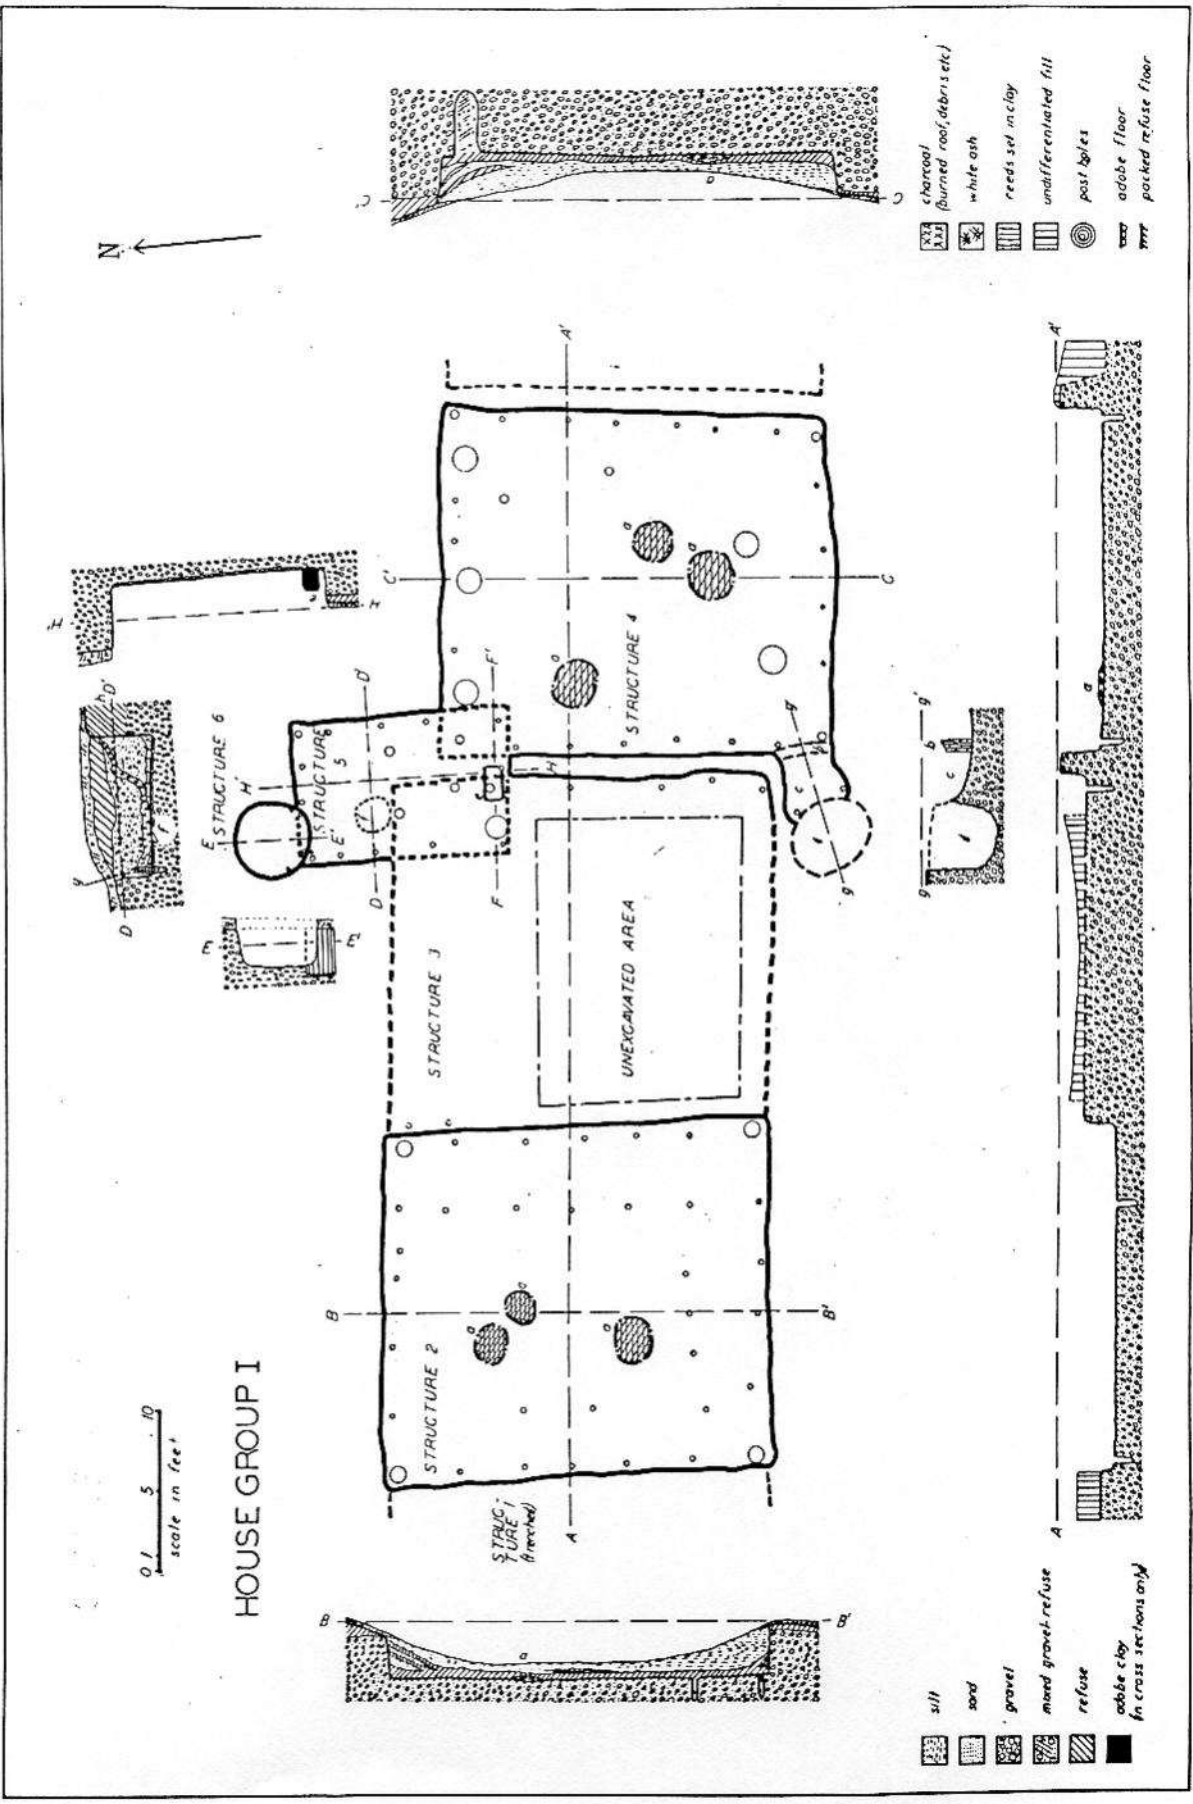 HOUSE GROUP I
0 1 5 10
scale in feet
N
STRUC-
TURE 1
(trenched)
STRUCTURE 2
STRUCTURE 3
UNEXCAVATED AREA
STRUCTURE 4
STRUCTURE 5
STRUCTURE 6
A
A'
B
B'
C'
C
D
D'
E
E'
F
F'
H'
H
g
g'
a
a
a
a
a
a
c
f
B
B'
a
E
E'
D
D'
g
h
f
H'
H
C'
C
g
g'
b
c
f
A
A'
a
silt
sand
gravel
mixed gravel-refuse
refuse
adobe clay
(in cross sections only)
charcoal
(burned roof, debris etc)
white ash
reeds set in clay
undifferentiated fill
post holes
adobe floor
packed refuse floor